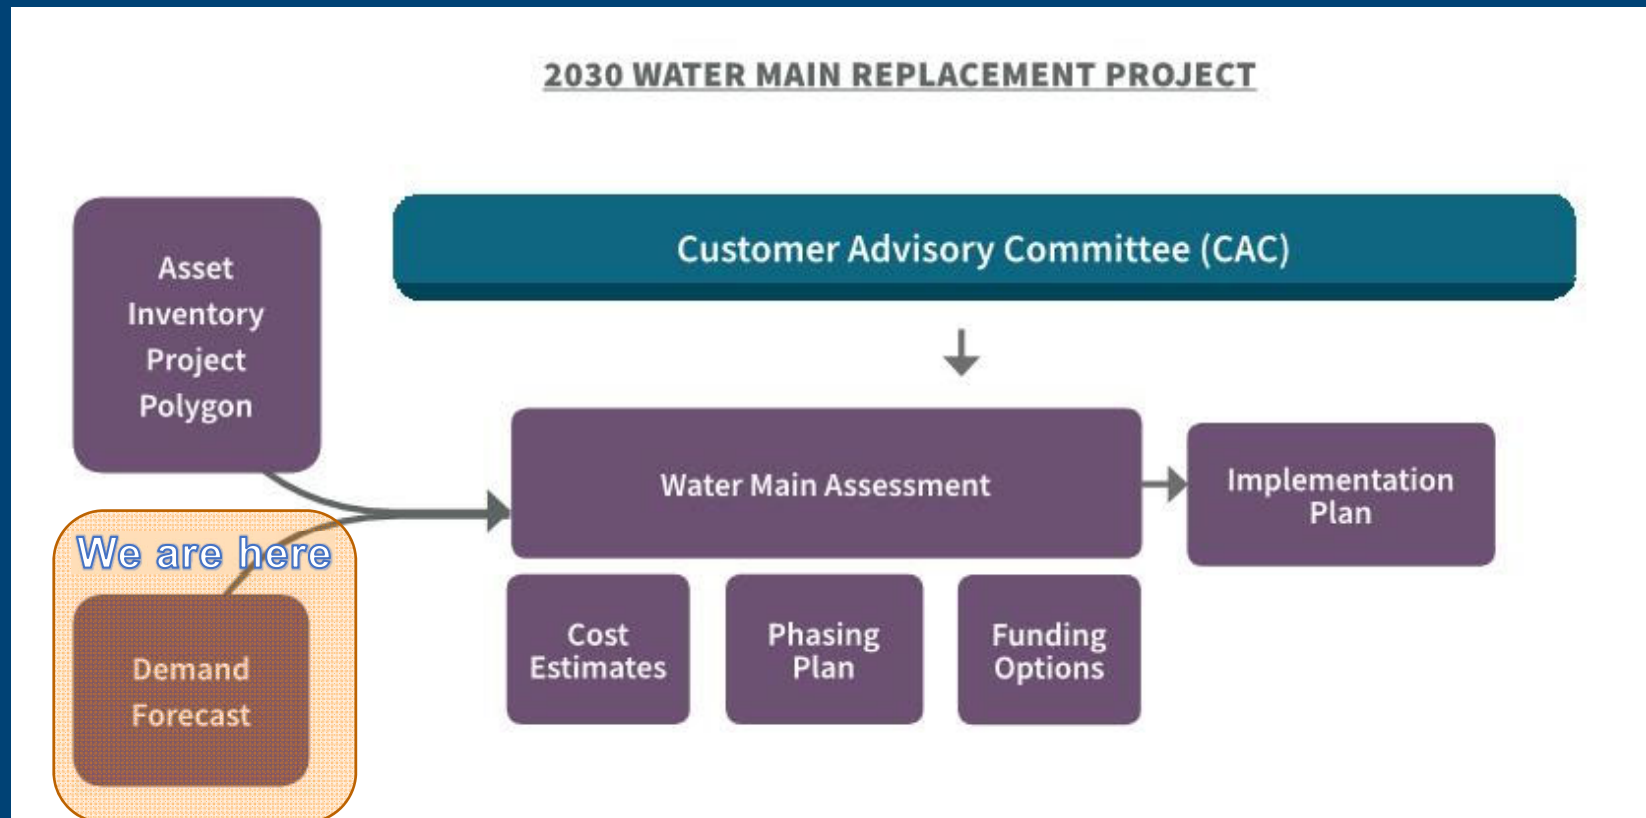 2030 WATER MAIN REPLACEMENT PROJECT
Customer Advisory Committee (CAC)
Asset
Inventory
Project
Polygon
Water Main Assessment
Implementation
Plan
We are here
Demand
Forecast
Cost
Estimates
Phasing
Plan
Funding
Options